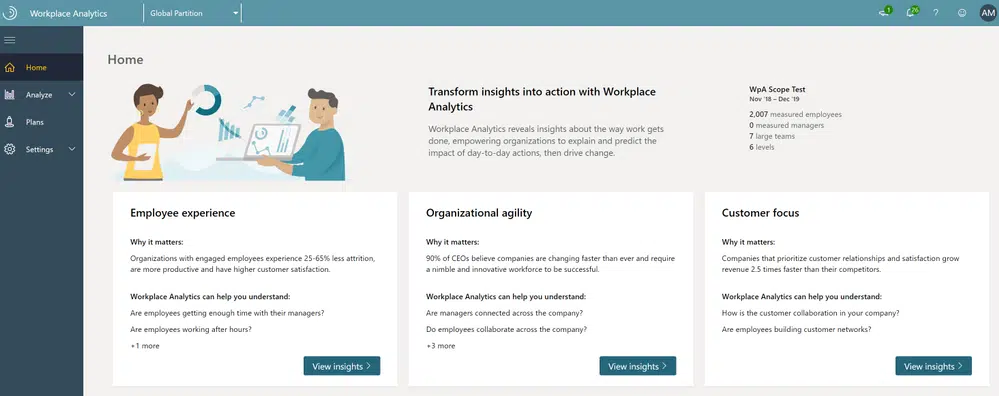 Workplace Analytics
Global Partition
1
26
?
AM
Home
Analyze
Plans
Settings
Home
Transform insights into action with Workplace
Analytics
Workplace Analytics reveals insights about the way work gets
done, empowering organizations to explain and predict the
impact of day-to-day actions, then drive change.
WpA Scope Test
Nov '18 – Dec '19
2,007 measured employees
0 measured managers
7 large teams
6 levels
Employee experience
Why it matters:
Organizations with engaged employees experience 25-65% less attrition,
are more productive and have higher customer satisfaction.
Workplace Analytics can help you understand:
Are employees getting enough time with their managers?
Are employees working after hours?
+1 more
View insights
Organizational agility
Why it matters:
90% of CEOs believe companies are changing faster than ever and require
a nimble and innovative workforce to be successful.
Workplace Analytics can help you understand:
Are managers connected across the company?
Do employees collaborate across the company?
+3 more
View insights
Customer focus
Why it matters:
Companies that prioritize customer relationships and satisfaction grow
revenue 2.5 times faster than their competitors.
Workplace Analytics can help you understand:
How is the customer collaboration in your company?
Are employees building customer networks?
View insights